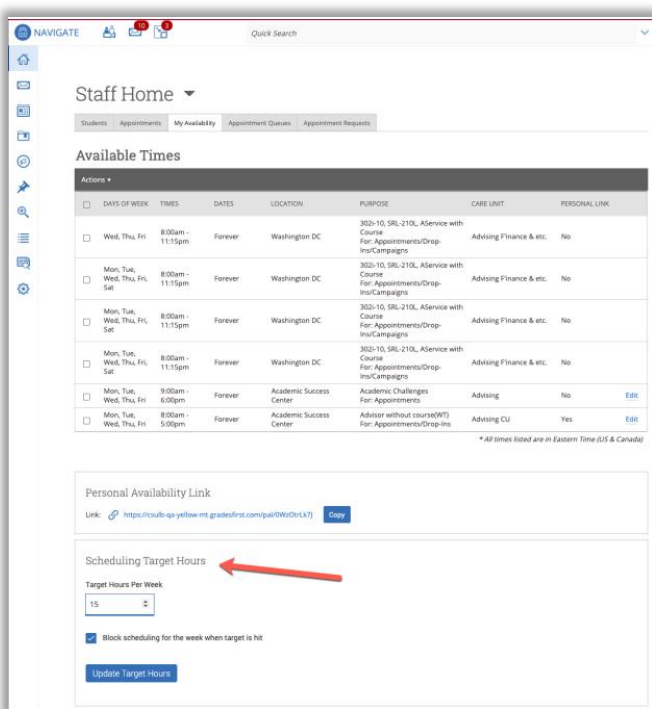 NAVIGATE 10 3 Quick Search
Staff Home
Students Appointments My Availability Appointment Queues Appointment Requests
Available Times
Actions
DAYS OF WEEK TIMES DATES LOCATION PURPOSE CARE UNIT PERSONAL LINK
Wed, Thu, Fri 8:00am - 11:15pm Forever Washington DC 302i-10, SRL-210L, AService with Course For: Appointments/Drop-Ins/Campaigns Advising F'inance & etc. No
Mon, Tue, Wed, Thu, Fri, Sat 8:00am - 11:15pm Forever Washington DC 302i-10, SRL-210L, AService with Course For: Appointments/Drop-Ins/Campaigns Advising F'inance & etc. No
Mon, Tue, Wed, Thu, Fri, Sat 8:00am - 11:15pm Forever Washington DC 302i-10, SRL-210L, AService with Course For: Appointments/Drop-Ins/Campaigns Advising F'inance & etc. No
Mon, Tue, Wed, Thu, Fri, Sat 8:00am - 11:15pm Forever Washington DC 302i-10, SRL-210L, AService with Course For: Appointments/Drop-Ins/Campaigns Advising F'inance & etc. No
Mon, Tue, Wed, Thu, Fri 9:00am - 6:00pm Forever Academic Success Center Academic Challenges For: Appointments Advising No Edit
Mon, Tue, Wed, Thu, Fri 8:00am - 5:00pm Forever Academic Success Center Advisor without course(WT) For: Appointments/Drop-Ins Advising CU Yes Edit
* All times listed are in Eastern Time (US & Canada)
Personal Availability Link
Link: Copy
Scheduling Target Hours
Target Hours Per Week
15
Block scheduling for the week when target is hit
Update Target Hours